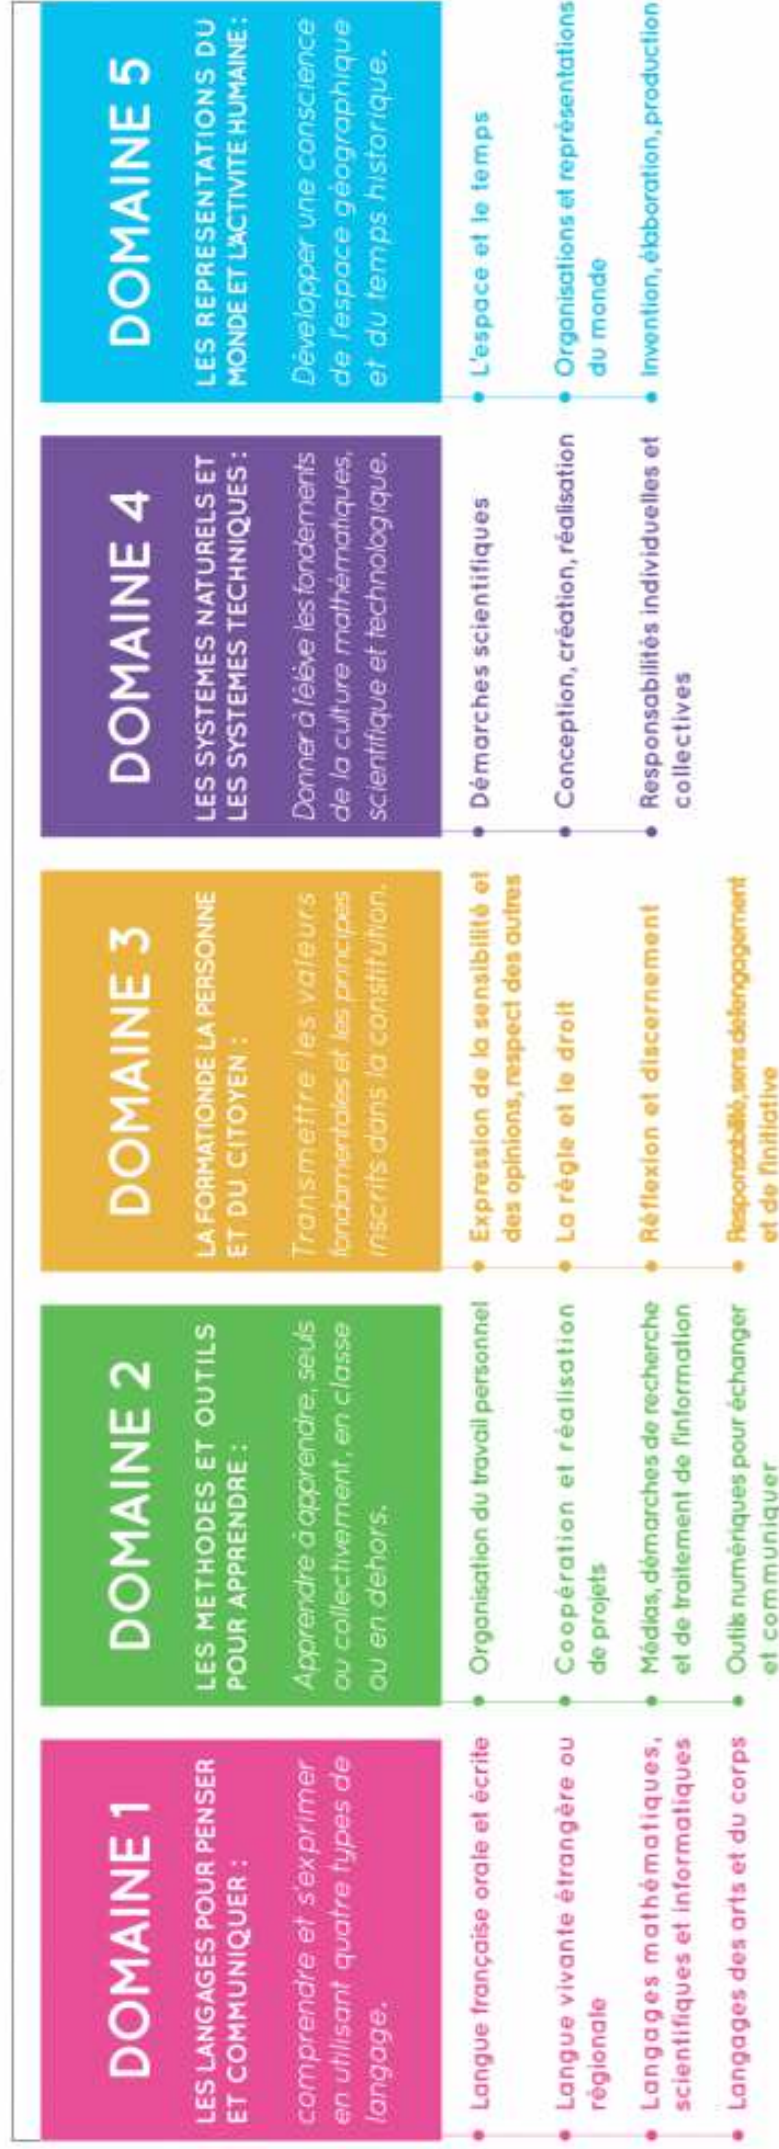 DOMAINE 1
LES LANGAGES POUR PENSER
ET COMMUNIQUER :
comprendre et s'exprimer
en utilisant quatre types de
langage.
Langue française orale et écrite
Langue vivante étrangère ou
régionale
Langages mathématiques,
scientifiques et informatiques
Langages des arts et du corps
DOMAINE 2
LES METHODES ET OUTILS
POUR APPRENDRE :
Apprendre à apprendre, seuls
ou collectivement, en classe
ou en dehors.
Organisation du travail personnel
Coopération et réalisation
de projets
Médias, démarches de recherche
et de traitement de l'information
Outils numériques pour échanger
et communiquer
DOMAINE 3
LA FORMATIONDE LA PERSONNE
ET DU CITOYEN :
Transmettre les valeurs
fondamentales et les principes
inscrits dans la constitution.
Expression de la sensibilité et
des opinions, respect des autres
La règle et le droit
Réflexion et discernement
Responsabilité, sens de l'engagement
et de l'initiative
DOMAINE 4
LES SYSTEMES NATURELS ET
LES SYSTEMES TECHNIQUES :
Donner à l'élève les fondements
de la culture mathématiques,
scientifique et technologique.
Démarches scientifiques
Conception, création, réalisation
Responsabilités individuelles et
collectives
DOMAINE 5
LES REPRESENTATIONS DU
MONDE ET L'ACTIVITE HUMAINE :
Développer une conscience
de l'espace géographique
et du temps historique.
L'espace et le temps
Organisations et représentations
du monde
Invention, élaboration, production